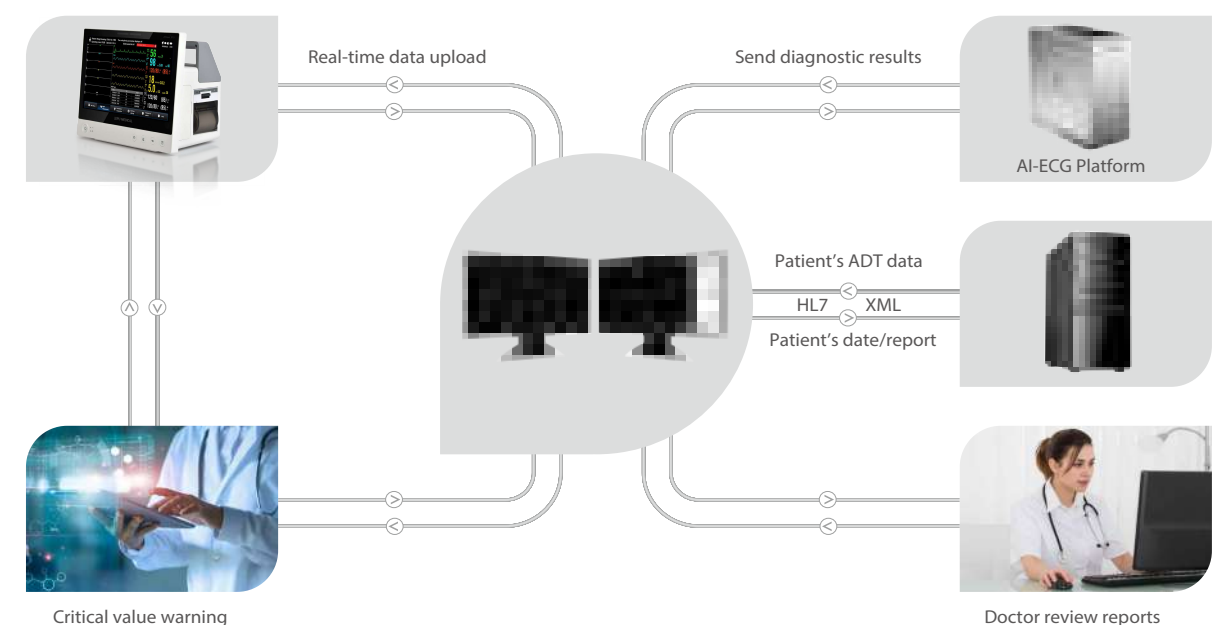 Real-time data upload
Send diagnostic results
AI-ECG Platform
Patient's ADT data
HL7 XML
Patient's date/report
Critical value warning
Doctor review reports